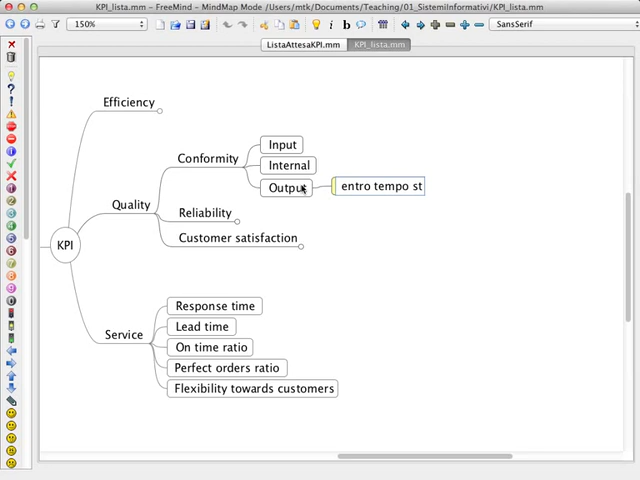 KPI_lista.mm - FreeMind - MindMap Mode /Users/mtk/Documents/Teaching/01_SistemiInformativi/KPI_lista.mm
150%
SansSerif
ListaAttesaKPI.mm
KPI_lista.mm
Efficiency
Conformity
Input
Internal
Output
entro tempo st
Quality
Reliability
Customer satisfaction
KPI
Service
Response time
Lead time
On time ratio
Perfect orders ratio
Flexibility towards customers